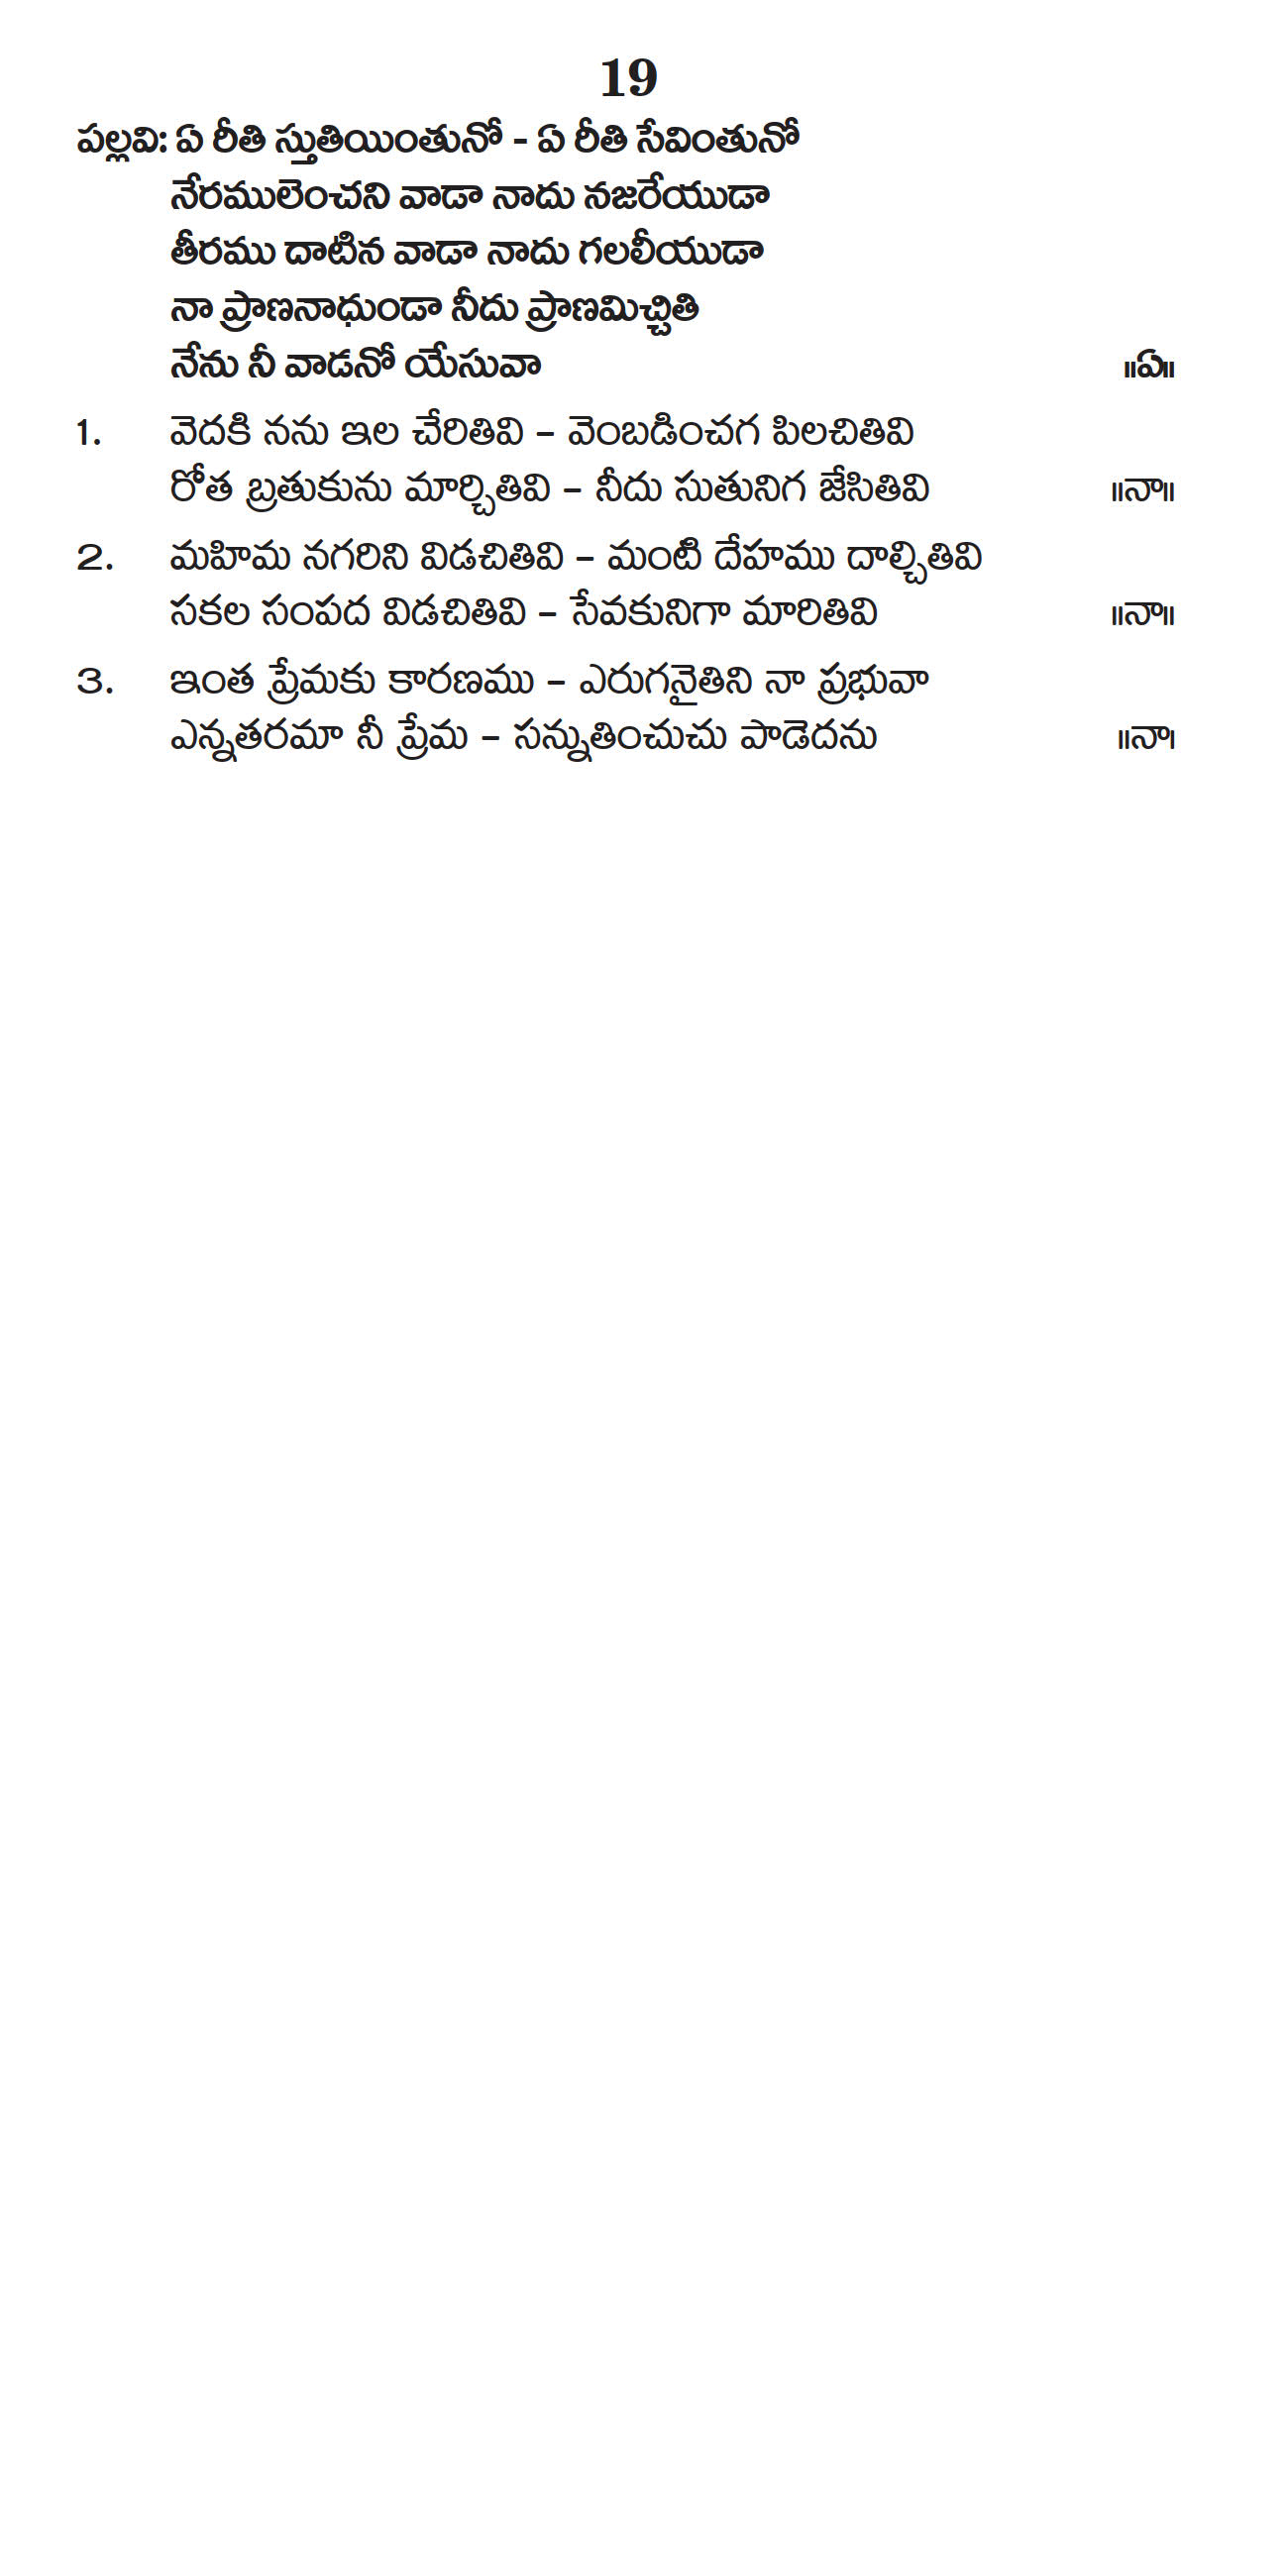 19
పల్లవి: ఏ రీతి స్తుతియింతునో - ఏ రీతి సేవింతునో
నేరములెంచని వాడా నాదు నజరేయుడా
తీరము దాటిన వాడా నాదు గలలీయుడా
నా ప్రాణనాధుండా నీదు ప్రాణమిచ్చితి
నేను నీ వాడనో యేసువా ॥ఏ॥
1. వెదకి నను ఇల చేరితివి – వెంబడించగ పిలచితివి
రోత బ్రతుకును మార్చితివి – నీదు సుతునిగ జేసితివి ॥నా॥
2. మహిమ నగరిని విడచితివి – మంటి దేహము దాల్చితివి
సకల సంపద విడచితివి – సేవకునిగా మారితివి ॥నా॥
3. ఇంత ప్రేమకు కారణము – ఎరుగనైతిని నా ప్రభువా
ఎన్నతరమా నీ ప్రేమ – సన్నుతించుచు పాడెదను ॥నా।